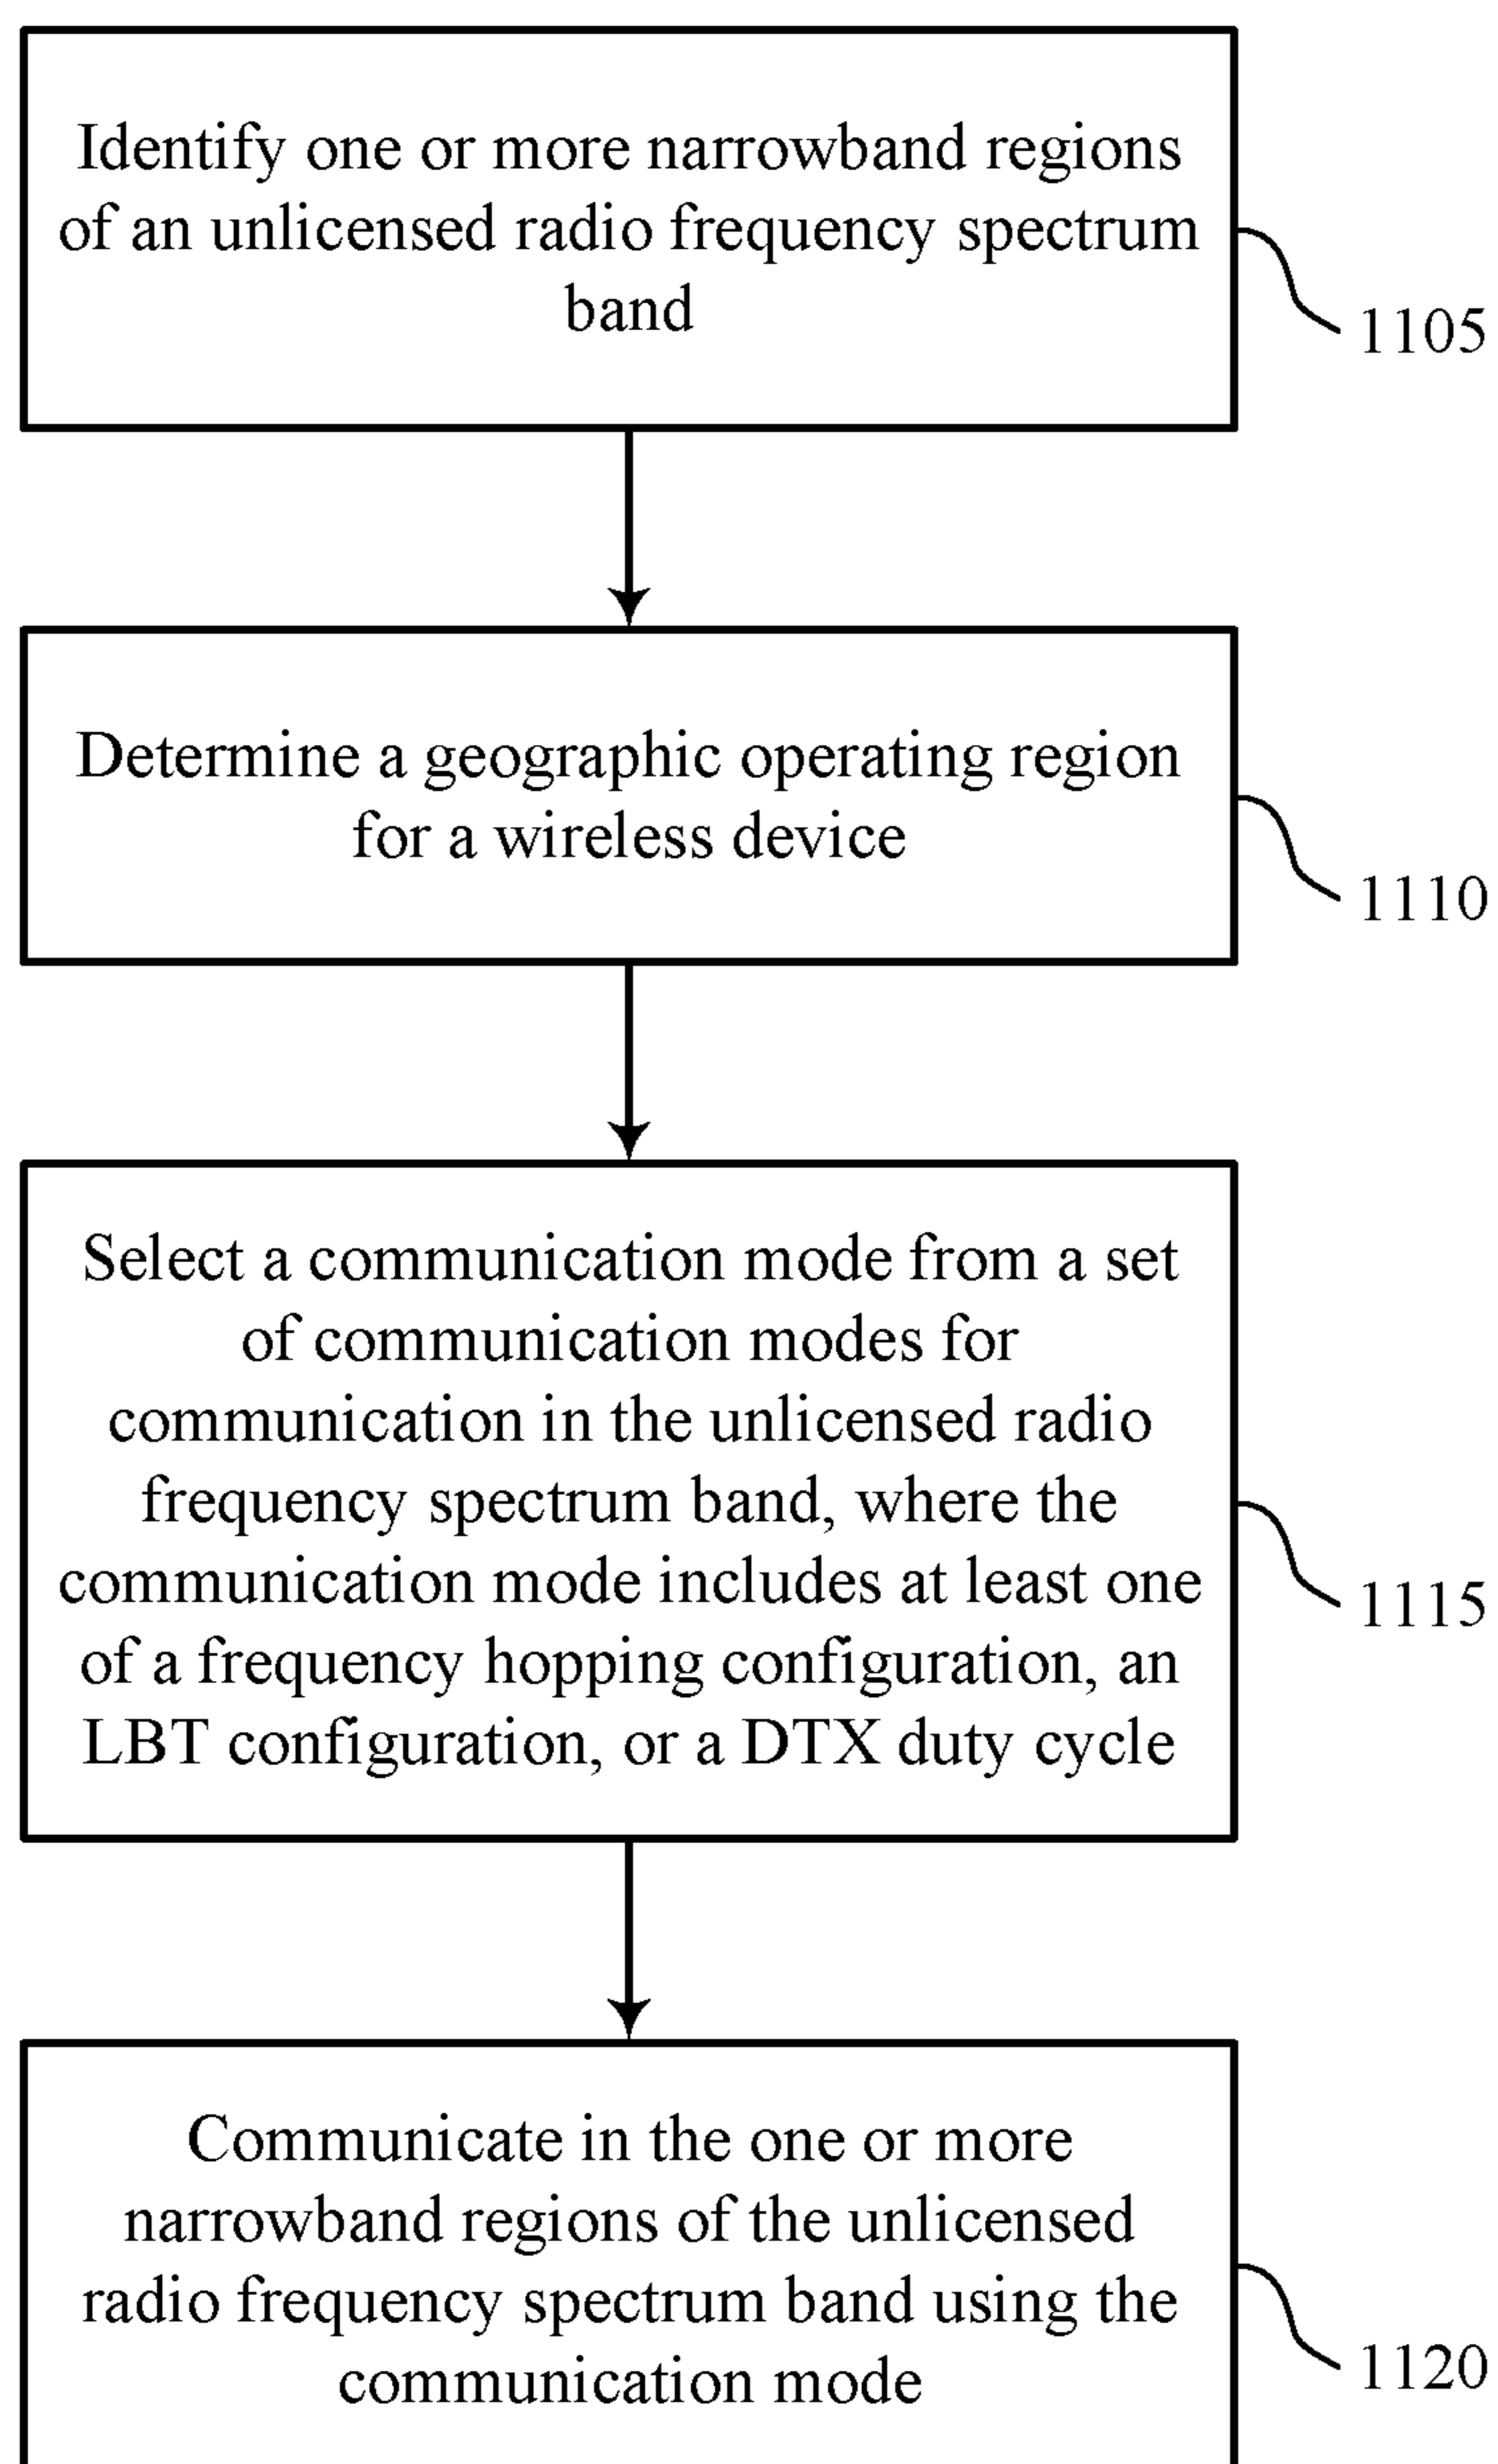 Identify one or more narrowband regions
of an unlicensed radio frequency spectrum
band
1105
Determine a geographic operating region
for a wireless device
1110
Select a communication mode from a set
of communication modes for
communication in the unlicensed radio
frequency spectrum band, where the
communication mode includes at least one
of a frequency hopping configuration, an
LBT configuration, or a DTX duty cycle
1115
Communicate in the one or more
narrowband regions of the unlicensed
radio frequency spectrum band using the
communication mode
1120